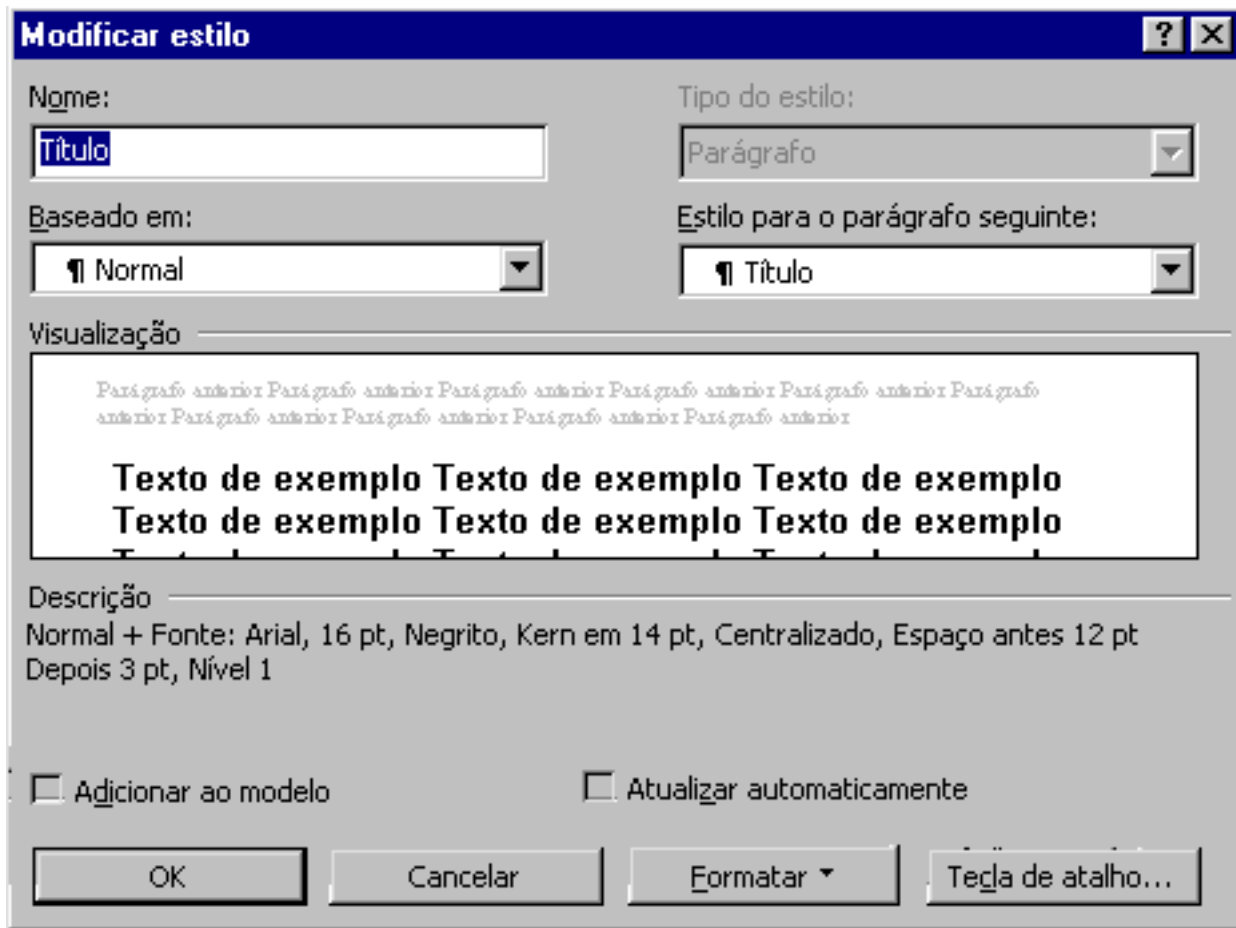 Modificar estilo
Nome:
Tipo do estilo:
Título
Parágrafo
Baseado em:
Estilo para o parágrafo seguinte:
¶ Normal
¶ Título
Visualização
Parágrafo anterior Parágrafo anterior Parágrafo anterior Parágrafo anterior Parágrafo
anterior Parágrafo anterior Parágrafo anterior Parágrafo anterior Parágrafo anterior
Texto de exemplo Texto de exemplo Texto de exemplo
Texto de exemplo Texto de exemplo Texto de exemplo
Descrição
Normal + Fonte: Arial, 16 pt, Negrito, Kern em 14 pt, Centralizado, Espaço antes 12 pt
Depois 3 pt, Nível 1
Adicionar ao modelo
Atualizar automaticamente
OK
Cancelar
Formatar
Tecla de atalho...